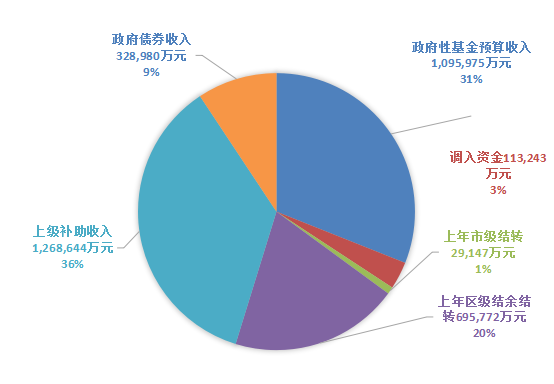 政府债券收入
328,980万元
9%
政府性基金预算收入
1,095,975万元
31%
调入资金113,243
万元
3%
上级补助收入
1,268,644万元
36%
上年市级结转
29,147万元
1%
上年区级结余结
转695,772万元
20%